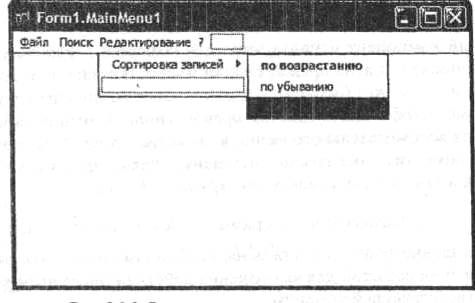 Form1.MainMenu1
Файл Поиск Редактирование ?
Сортировка записей
по возрастанию
по убыванию